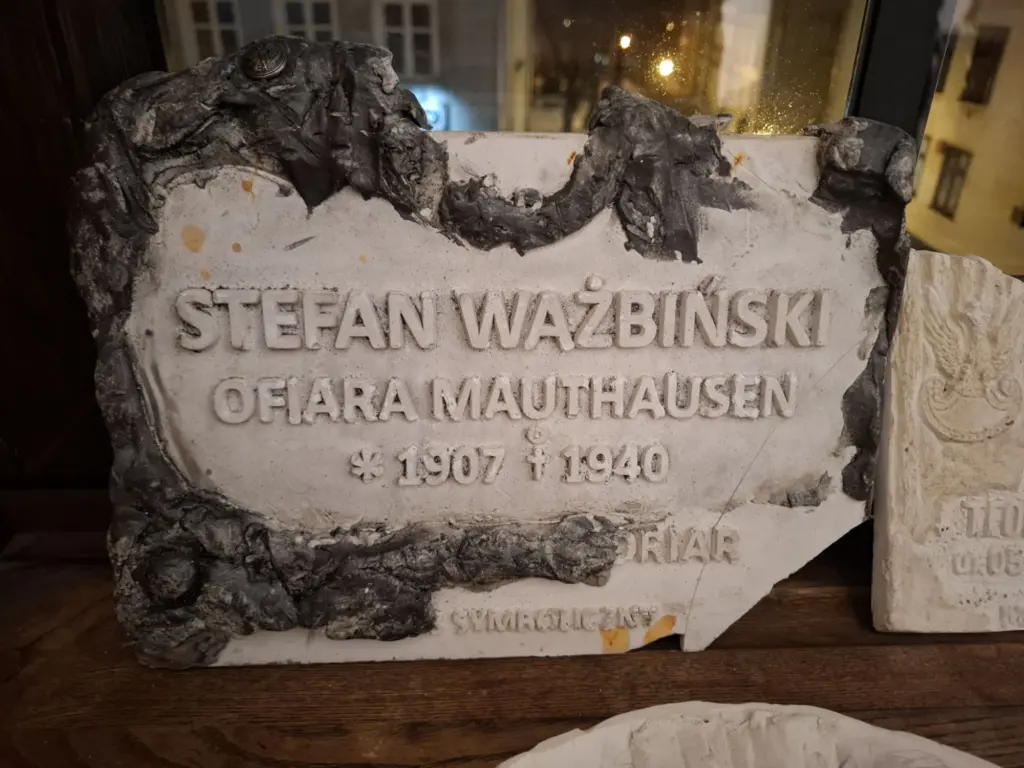 STEFAN WAŻBIŃSKI
OFIARA MAUTHAUSEN
* 1907 † 1940
ORIAR
SYMBOLICZNY